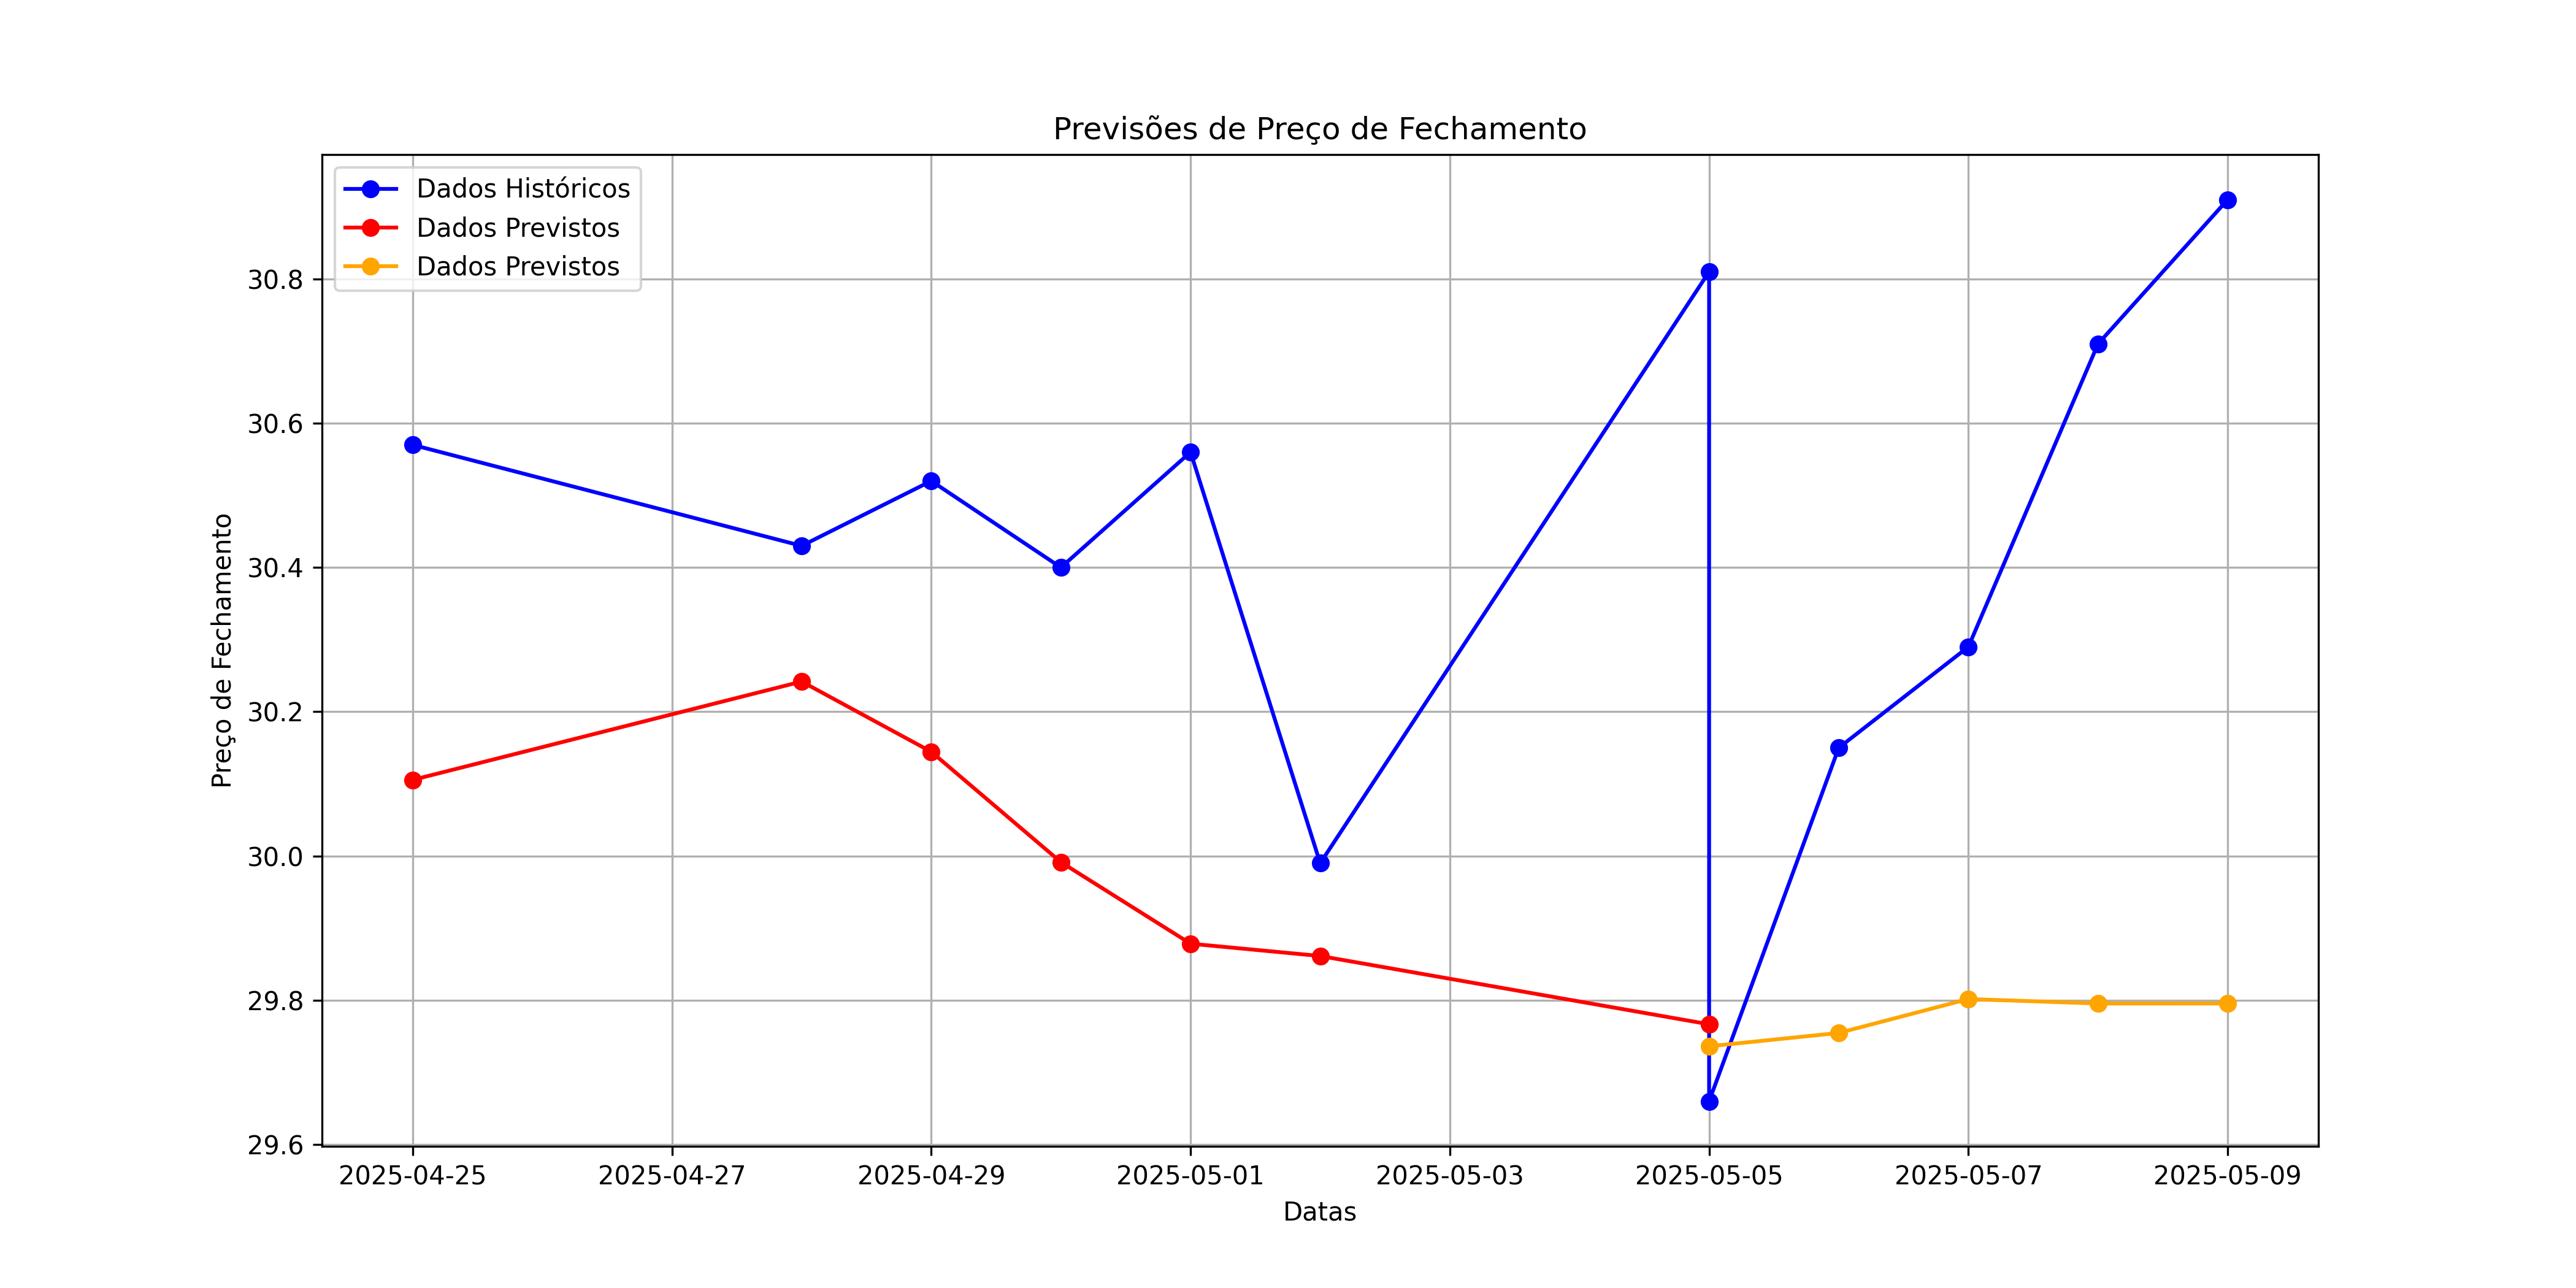 Previsões de Preço de Fechamento
Dados Históricos
Dados Previstos
Dados Previstos
Preço de Fechamento
30.8
30.6
30.4
30.2
30.0
29.8
29.6
2025-04-25
2025-04-27
2025-04-29
2025-05-01
2025-05-03
2025-05-05
2025-05-07
2025-05-09
Datas